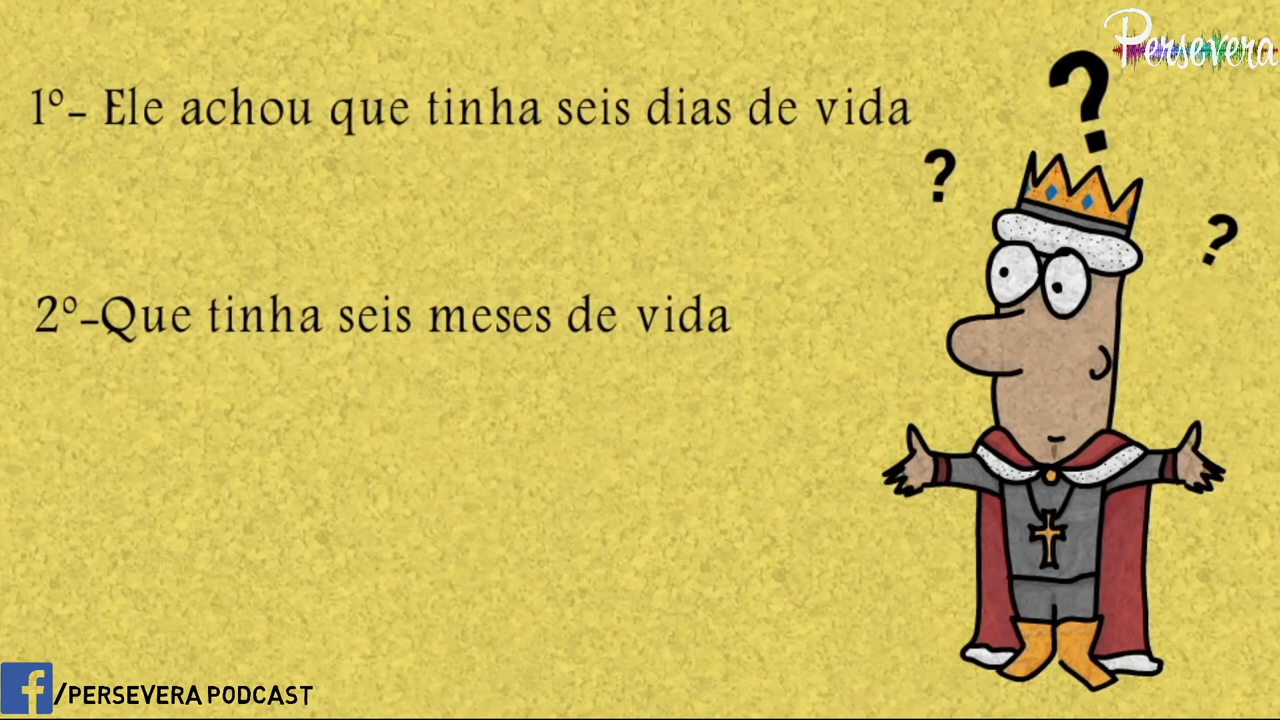 Persevera
1º- Ele achou que tinha seis dias de vida
?
?
?
2º-Que tinha seis meses de vida
f/PERSEVERA PODCAST